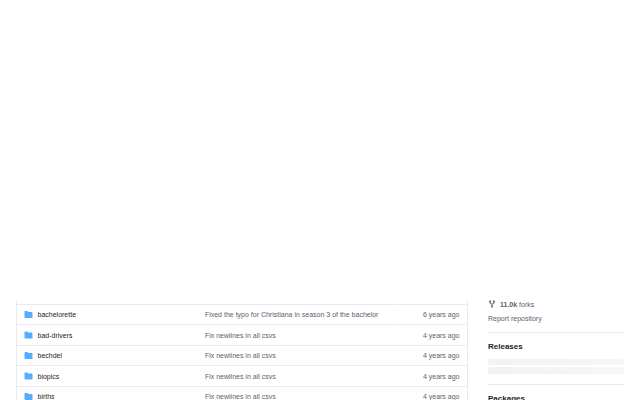 bachelorette Fixed the typo for Christiana in season 3 of the bachelor 6 years ago
bad-drivers Fix newlines in all csvs 4 years ago
bechdel Fix newlines in all csvs 4 years ago
biopics Fix newlines in all csvs 4 years ago
births Fix newlines in all csvs 4 years ago
11.0k forks
Report repository
Releases
Packages